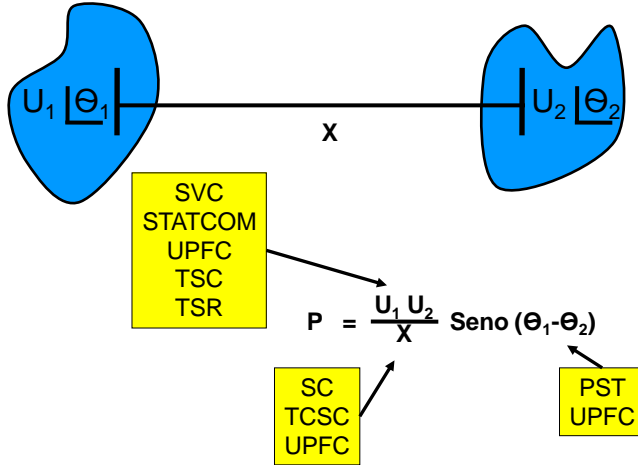 U₁ ϴ₁
U₂ ϴ₂
X
SVC
STATCOM
UPFC
TSC
TSR
P = U₁ U₂ / X Seno (ϴ₁-ϴ₂)
SC
TCSC
UPFC
PST
UPFC